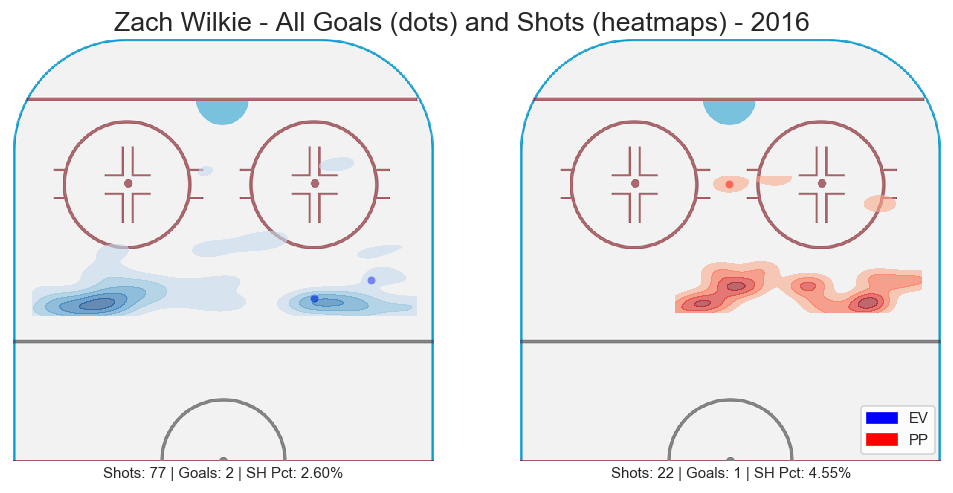 Zach Wilkie - All Goals (dots) and Shots (heatmaps) - 2016
EV
PP
Shots: 77 | Goals: 2 | SH Pct: 2.60%
Shots: 22 | Goals: 1 | SH Pct: 4.55%